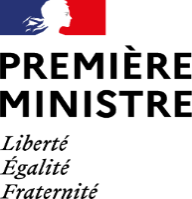 PREMIÈRE
MINISTRE
Liberté
Égalité
Fraternité